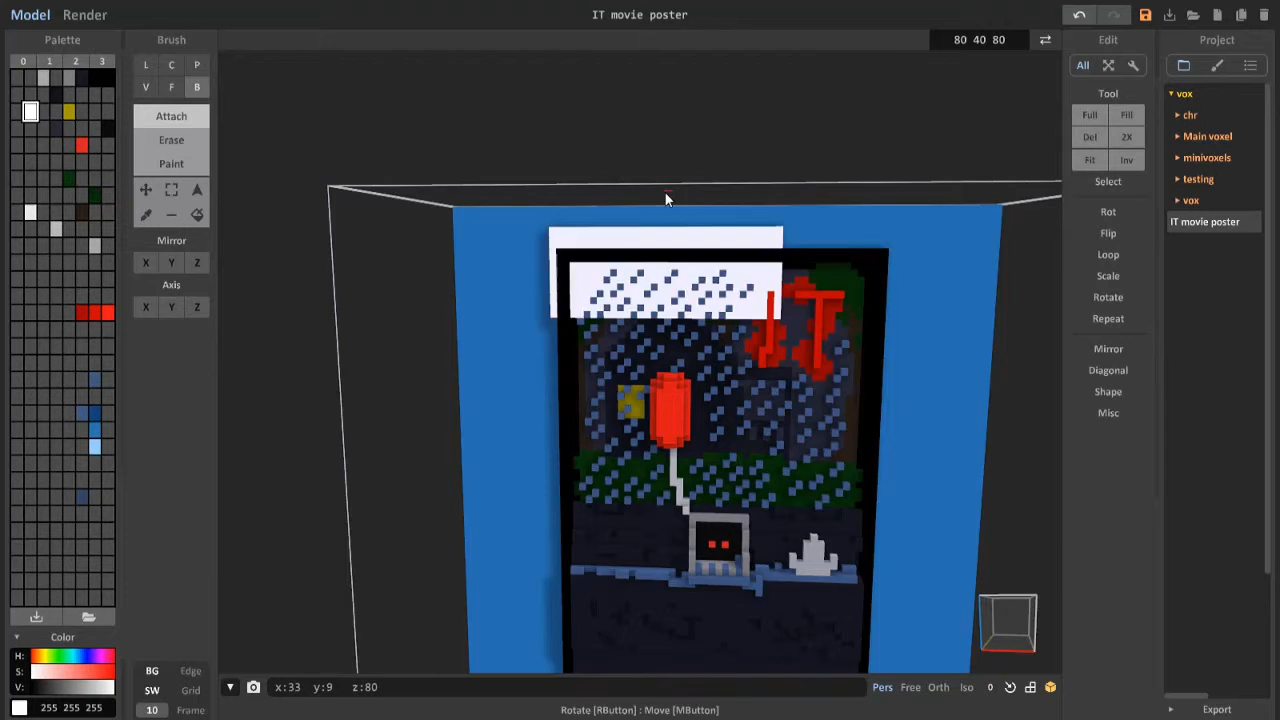 Model Render
IT movie poster
Palette
Brush
80 40 80
Edit
Project
0 1 2 3
L C P
V F B
Attach
Erase
Paint
Mirror
X Y Z
Axis
X Y Z
All
Tool
Full Fill
Del 2X
Fit Inv
Select
Rot
Flip
Loop
Scale
Rotate
Repeat
Mirror
Diagonal
Shape
Misc
vox
chr
Main voxel
minivoxels
testing
vox
IT movie poster
IT
Color
H:
S:
V:
255 255 255
BG Edge
SW Grid
10 Frame
x:33 y:9 z:80
Pers Free Orth Iso 0
Rotate [RButton] : Move [MButton]
Export